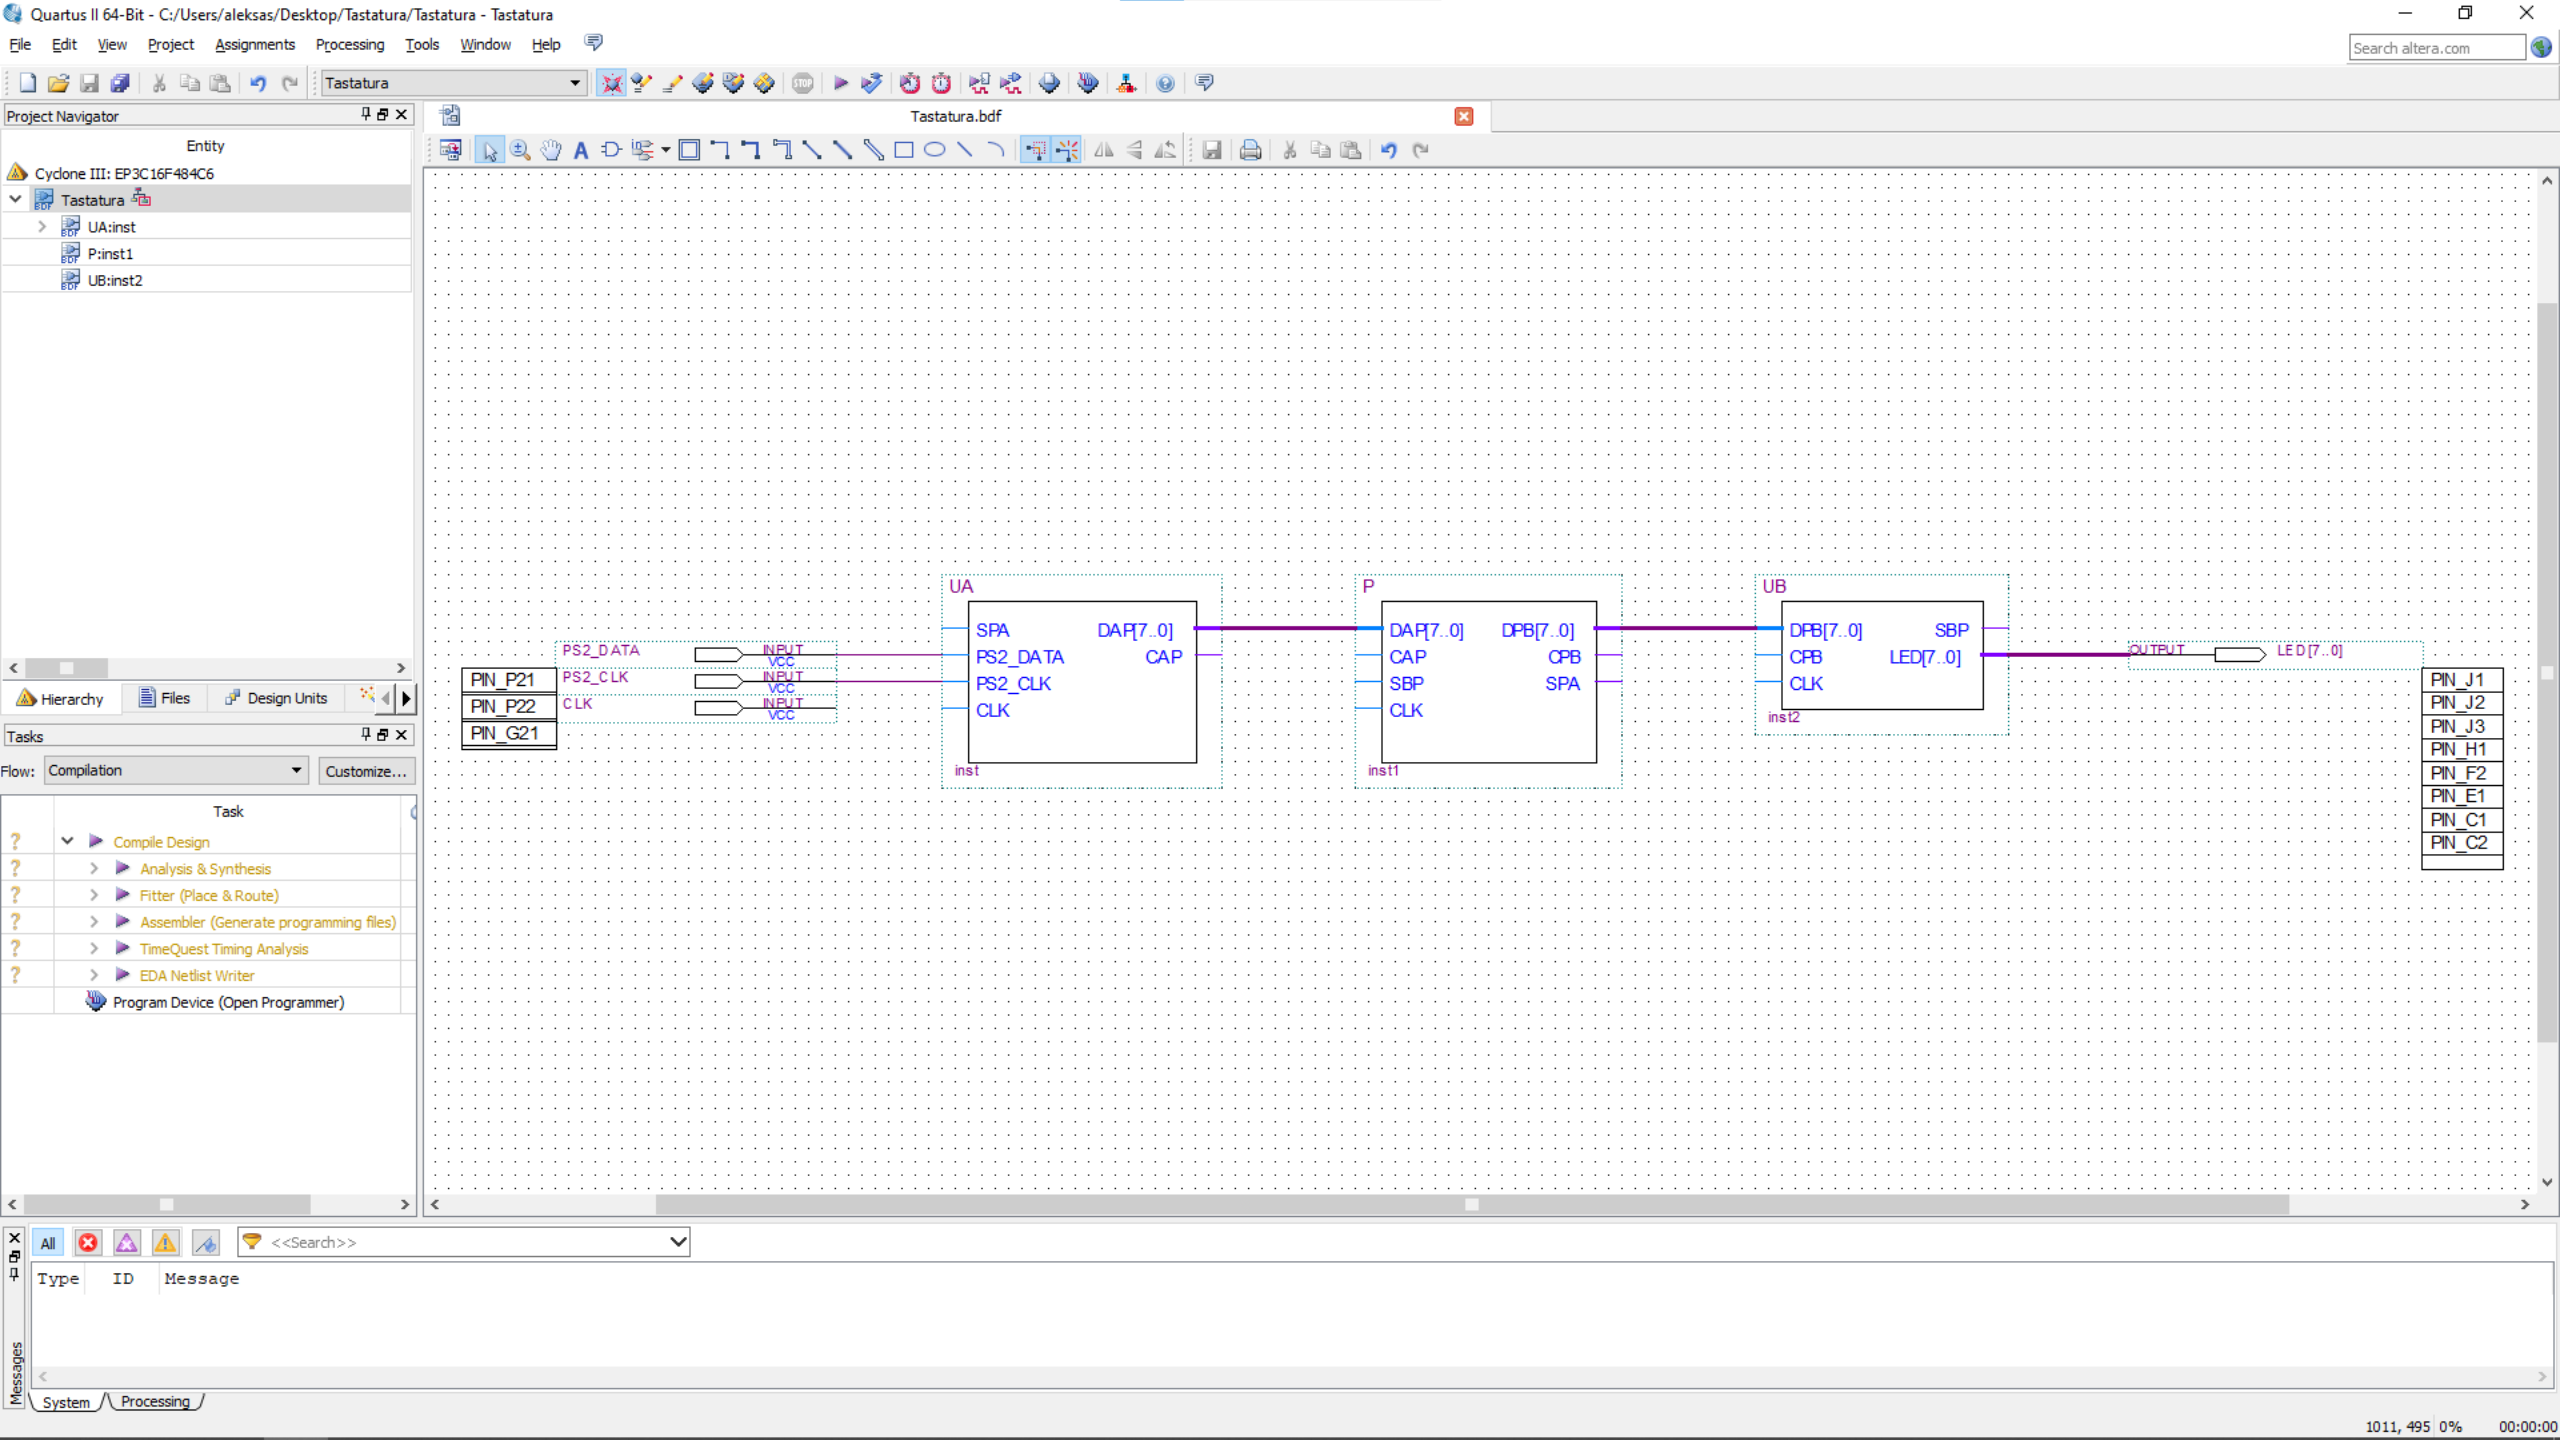 Quartus II 64-Bit - C:/Users/aleksas/Desktop/Tastatura/Tastatura - Tastatura
File Edit View Project Assignments Processing Tools Window Help
Search altera.com
Tastatura
Project Navigator
Tastatura.bdf
Entity
Cyclone III: EP3C16F484C6
Tastatura
UA:inst
P:inst1
UB:inst2
Hierarchy Files Design Units
Tasks
Flow: Compilation Customize...
Task
Compile Design
Analysis & Synthesis
Fitter (Place & Route)
Assembler (Generate programming files)
TimeQuest Timing Analysis
EDA Netlist Writer
Program Device (Open Programmer)
PS2_DATA INPUT
VCC
PS2_CLK INPUT
VCC
CLK INPUT
VCC
PIN_P21
PIN_P22
PIN_G21
UA
SPA DAP[7..0]
PS2_DATA CAP
PS2_CLK
CLK
inst
P
DAP[7..0] DPB[7..0]
CAP CPB
SBP SPA
CLK
inst1
UB
DPB[7..0] SBP
CPB LED[7..0]
CLK
inst2
OUTPUT LED[7..0]
PIN_J1
PIN_J2
PIN_J3
PIN_H1
PIN_F2
PIN_E1
PIN_C1
PIN_C2
All <<Search>>
Type ID Message
Messages
System Processing
1011, 495 0% 00:00:00